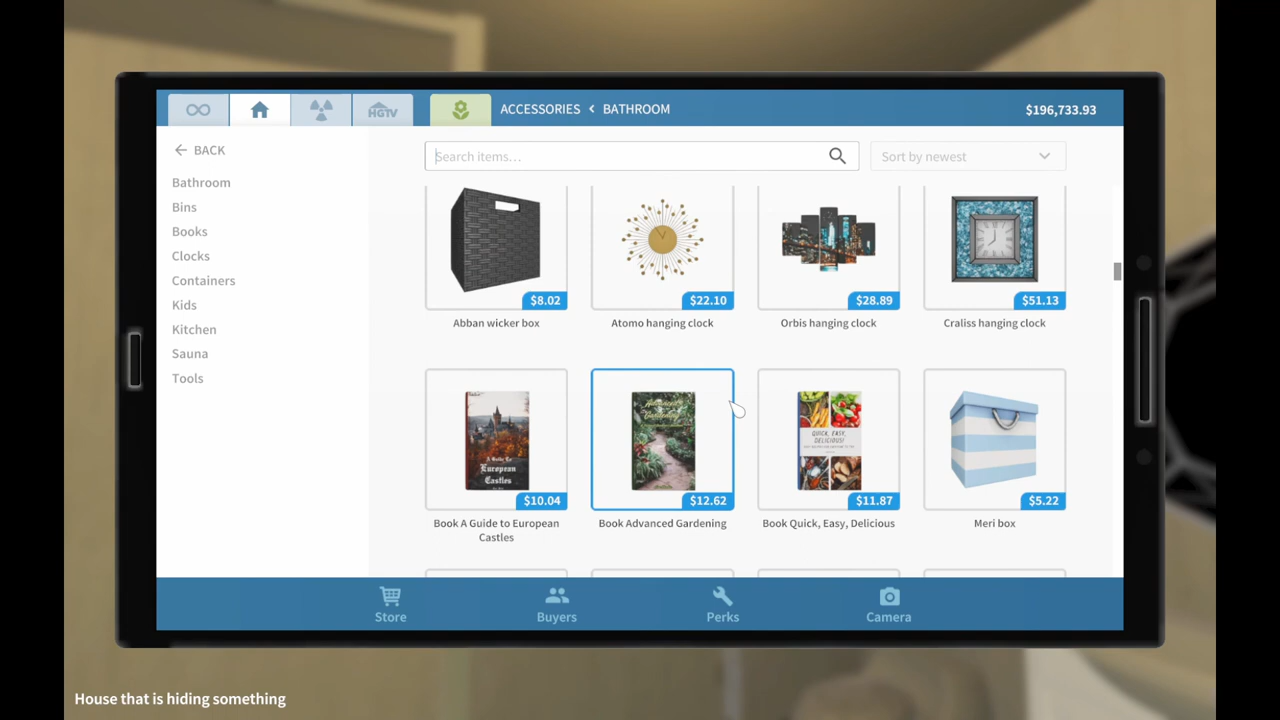 HGTV
ACCESSORIES < BATHROOM
$196,733.93
BACK
Search items...
Sort by newest
Bathroom
Bins
Books
Clocks
Containers
Kids
Kitchen
Sauna
Tools
$8.02
$22.10
$28.89
$51.13
Abban wicker box
Atomo hanging clock
Orbis hanging clock
Craliss hanging clock
A Guide To
European
Castles
Advanced
Gardening
QUICK, EASY,
DELICIOUS!
$10.04
$12.62
$11.87
$5.22
Book A Guide to European
Castles
Book Advanced Gardening
Book Quick, Easy, Delicious
Meri box
Store
Buyers
Perks
Camera
House that is hiding something